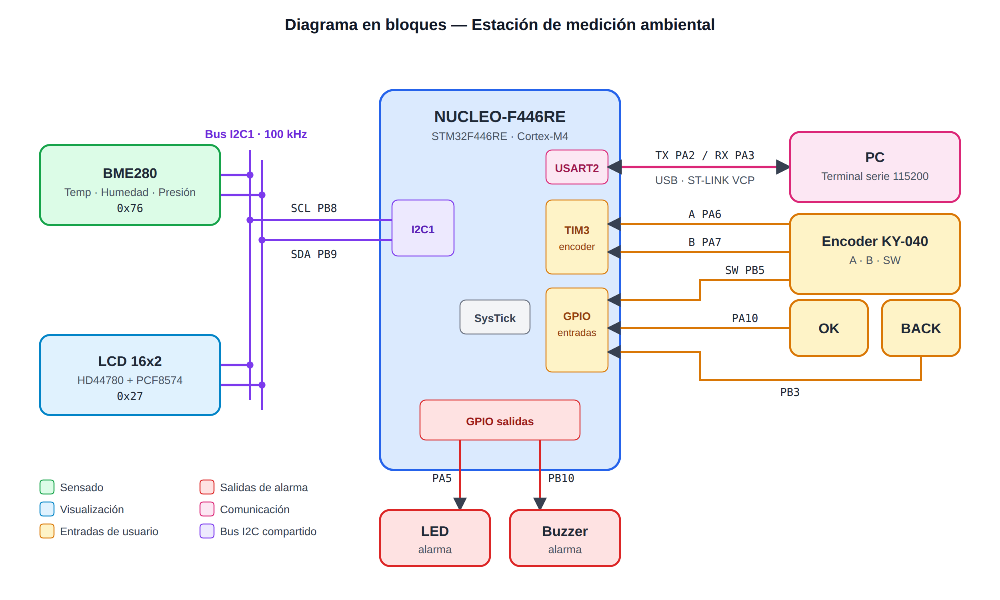 Diagrama en bloques — Estación de medición ambiental
NUCLEO-F446RE
STM32F446RE · Cortex-M4
Bus I2C1 · 100 kHz
BME280
Temp · Humedad · Presión
0x76
SCL PB8
SDA PB9
I2C1
LCD 16x2
HD44780 + PCF8574
0x27
USART2
TX PA2 / RX PA3
USB · ST-LINK VCP
PC
Terminal serie 115200
TIM3
encoder
A PA6
B PA7
SW PB5
Encoder KY-040
A · B · SW
SysTick
GPIO
entradas
PA10
OK
BACK
PB3
GPIO salidas
PA5
PB10
LED
alarma
Buzzer
alarma
Sensado
Visualización
Entradas de usuario
Salidas de alarma
Comunicación
Bus I2C compartido